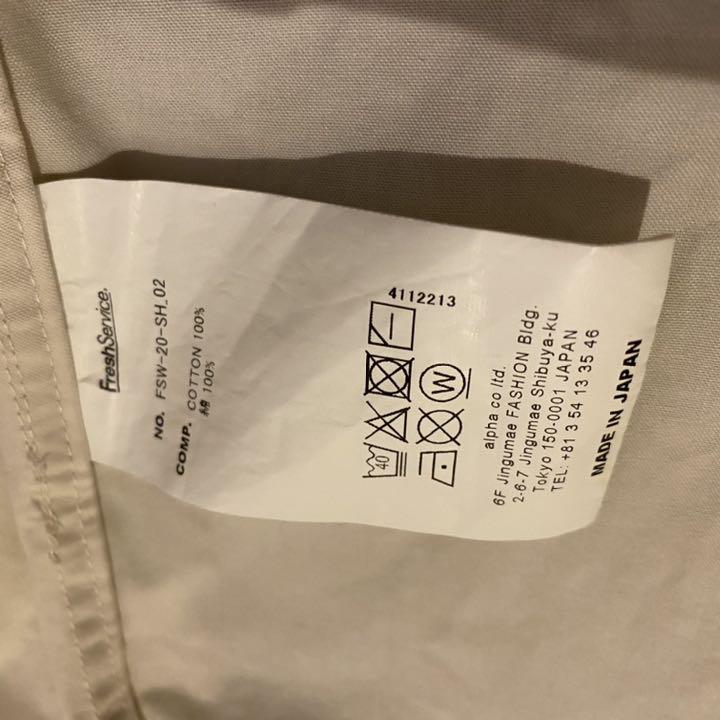 FreshService.
NO. FSW-20-SH_02
COMP. COTTON 100%
綿 100%
4112213
40
W
alpha co ltd.
6F Jingumae FASHION Bldg.
2-6-7 Jingumae Shibuya-ku
Tokyo 150-0001 JAPAN
TEL: +81 3 54 13 35 46
MADE IN JAPAN